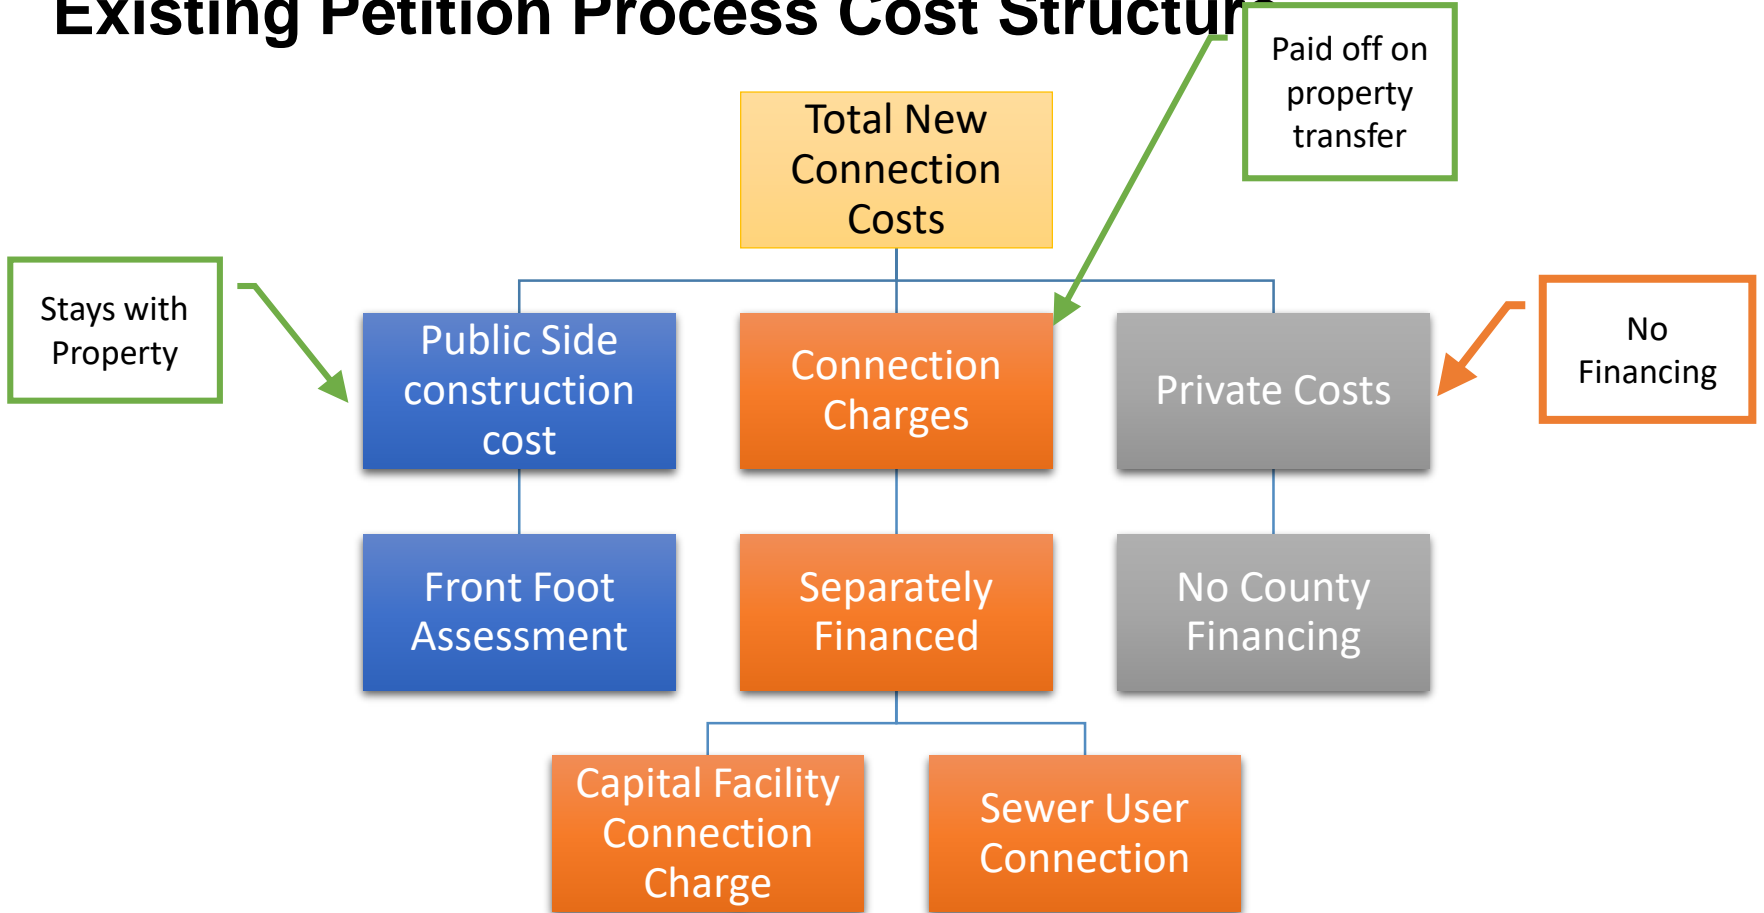 Existing Petition Process Cost Structure
Paid off on
property
transfer
Total New
Connection
Costs
Stays with
Property
Public Side
construction
cost
Connection
Charges
Private Costs
No
Financing
Front Foot
Assessment
Separately
Financed
No County
Financing
Capital Facility
Connection
Charge
Sewer User
Connection